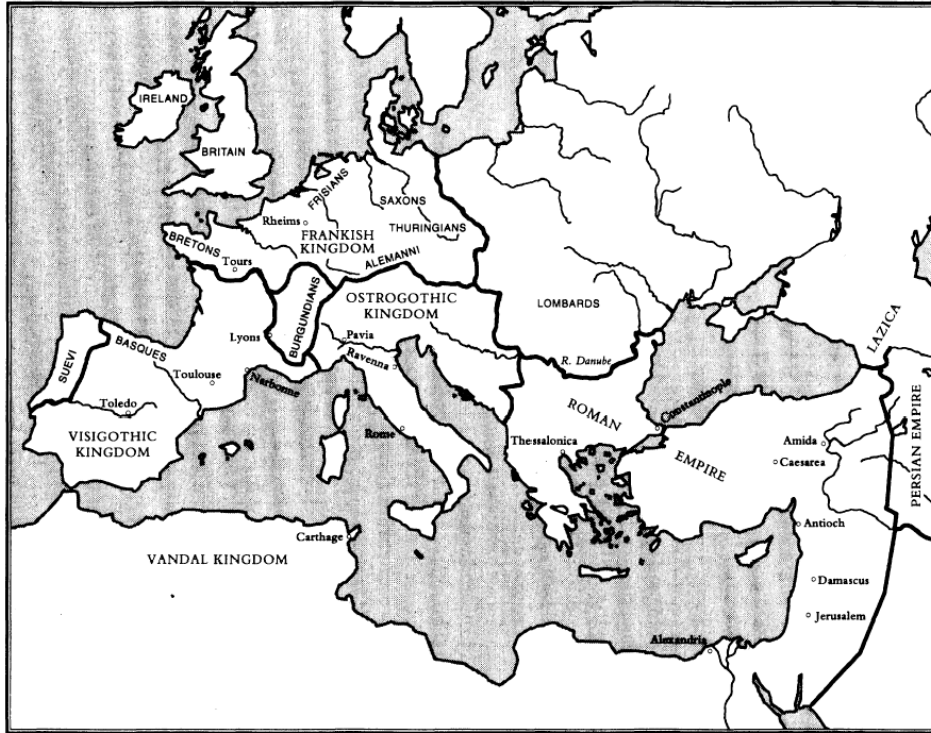 IRELAND
BRITAIN
FRISIANS
SAXONS
Rheims
THURINGIANS
FRANKISH
KINGDOM
BRETONS
ALEMANNI
Tours
OSTROGOTHIC
KINGDOM
BURGUNDIANS
LOMBARDS
LAZICA
Lyons
Pavia
BASQUES
Ravenna
R. Danube
SUEVI
Toulouse
Narbonne
Toledo
Constantinople
PERSIAN EMPIRE
ROMAN
EMPIRE
VISIGOTHIC
KINGDOM
Rome
Thessalonica
Amida
Caesarea
Carthage
Antioch
VANDAL KINGDOM
Damascus
Jerusalem
Alexandria